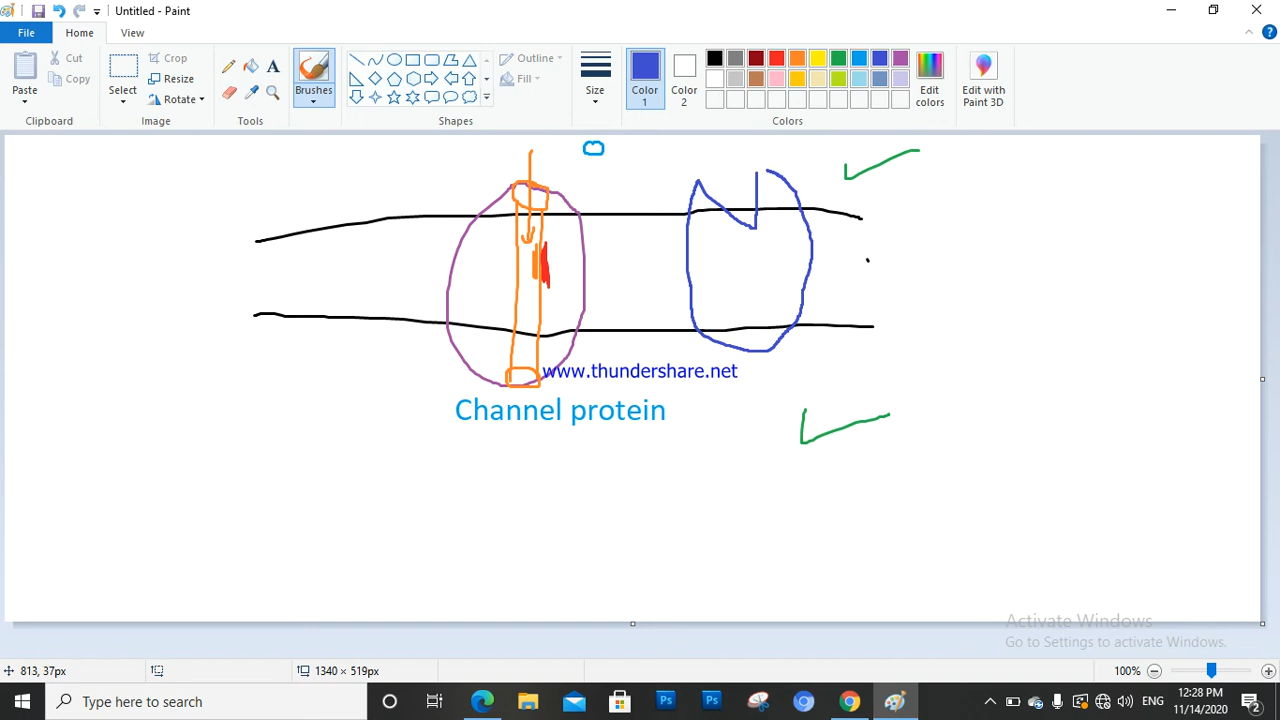 Untitled - Paint
File Home View
Paste
Cut
Copy
Clipboard
Select
Crop
Resize
Rotate
Image
A
Tools
Brushes
Shapes
Outline
Fill
Size
Color 1
Color 2
Edit colors
Colors
Edit with Paint 3D
www.thundershare.net
Channel protein
Activate Windows
Go to Settings to activate Windows.
813, 37px
1340 × 519px
100%
Type here to search
Ps
Ps
ENG
12:28 PM
11/14/2020
2